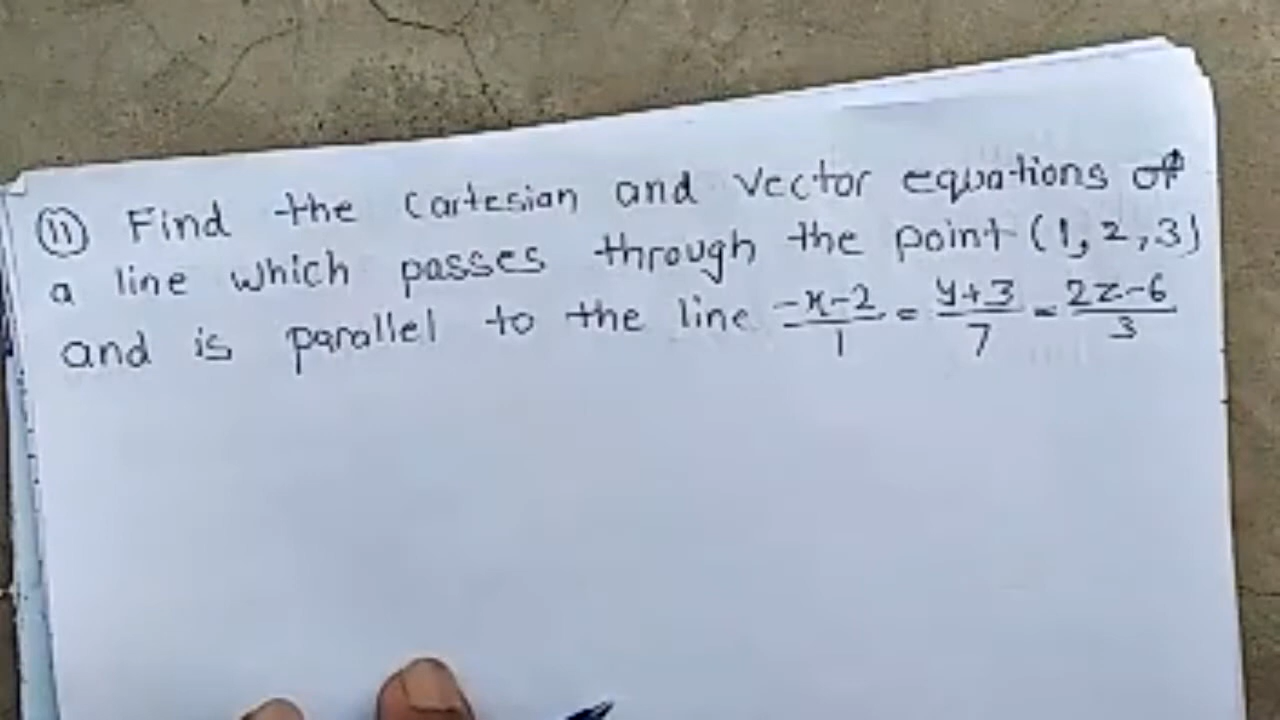 (11) Find the Cartesian and vector equations of
a line which passes through the point (1, 2, 3)
and is parallel to the line (-x-2)/1 = (y+3)/7 = (2z-6)/3